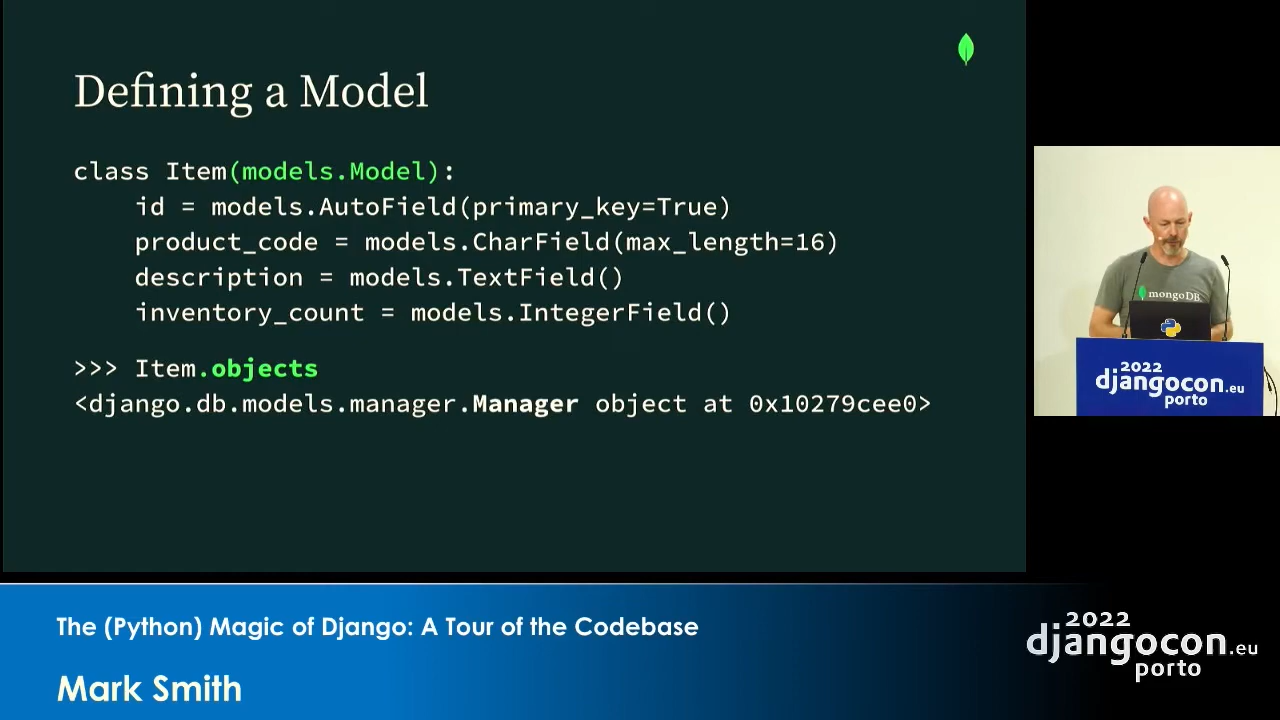 Defining a Model
class Item(models.Model):
    id = models.AutoField(primary_key=True)
    product_code = models.CharField(max_length=16)
    description = models.TextField()
    inventory_count = models.IntegerField()
>>> Item.objects
<django.db.models.manager.Manager object at 0x10279cee0>
mongoDB
2022
djangocon.eu
porto
The (Python) Magic of Django: A Tour of the Codebase
Mark Smith
2022
djangocon.eu
porto